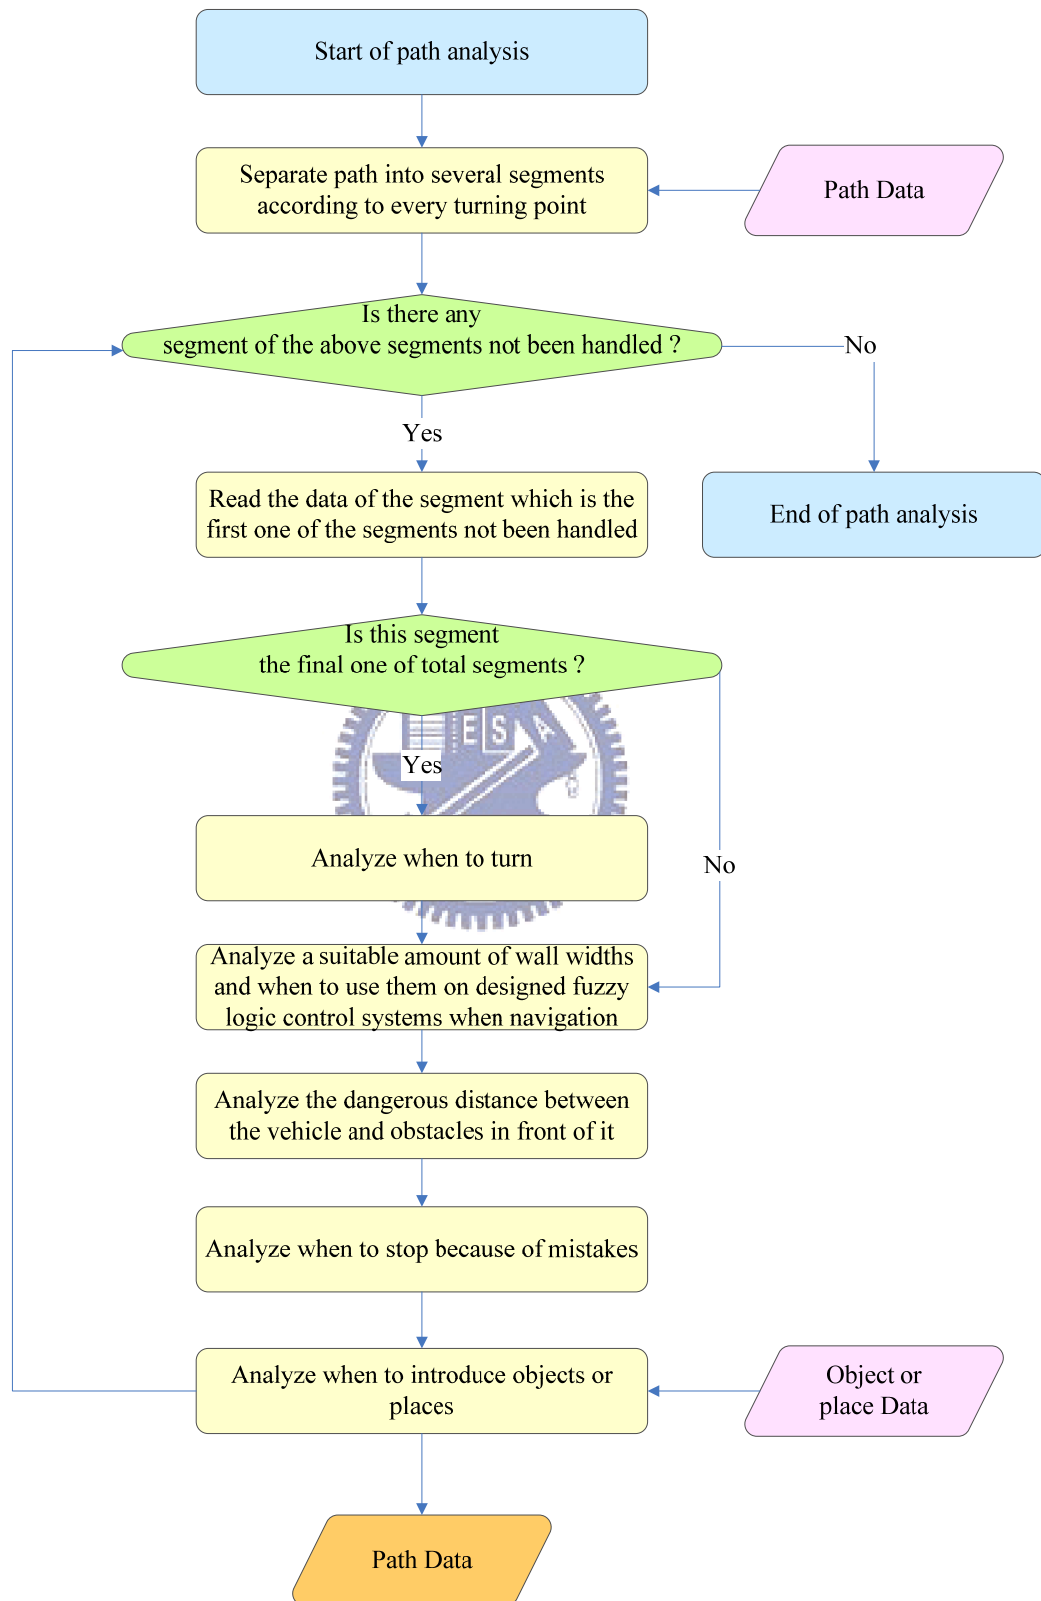 Start of path analysis
Separate path into several segments
according to every turning point
Path Data
Is there any
segment of the above segments not been handled ?
No
Yes
Read the data of the segment which is the
first one of the segments not been handled
End of path analysis
Is this segment
the final one of total segments ?
E S A
Yes
Analyze when to turn
No
Analyze a suitable amount of wall widths
and when to use them on designed fuzzy
logic control systems when navigation
Analyze the dangerous distance between
the vehicle and obstacles in front of it
Analyze when to stop because of mistakes
Analyze when to introduce objects or
places
Object or
place Data
Path Data